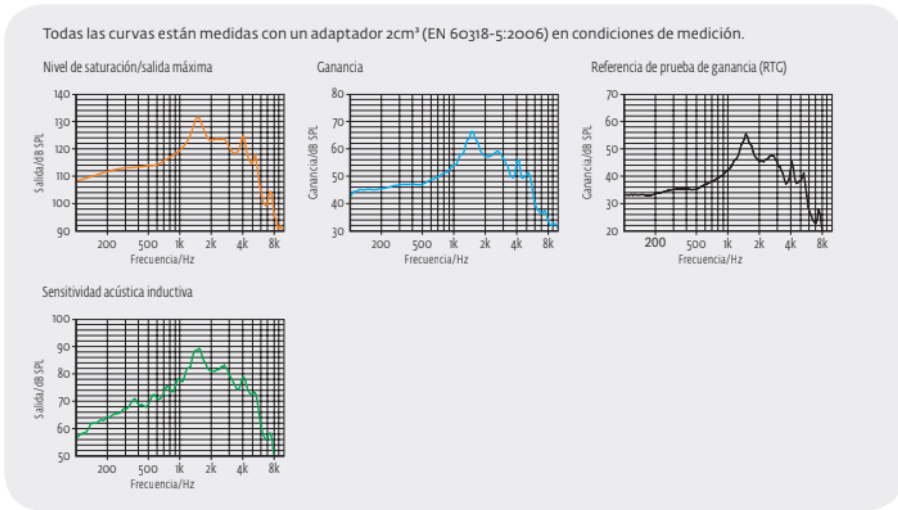 Todas las curvas están medidas con un adaptador 2cm³ (EN 60318-5:2006) en condiciones de medición.
Nivel de saturación/salida máxima
Salida/dB SPL
140
130
120
110
100
90
200 500 1k 2k 4k 8k
Frecuencia/Hz
Ganancia
Ganancia/dB SPL
80
70
60
50
40
30
200 500 1k 2k 4k 8k
Frecuencia/Hz
Referencia de prueba de ganancia (RTG)
Ganancia/dB SPL
70
60
50
40
30
20
200 500 1k 2k 4k 8k
Frecuencia/Hz
Sensitividad acústica inductiva
Salida/dB SPL
100
90
80
70
60
50
200 500 1k 2k 4k 8k
Frecuencia/Hz